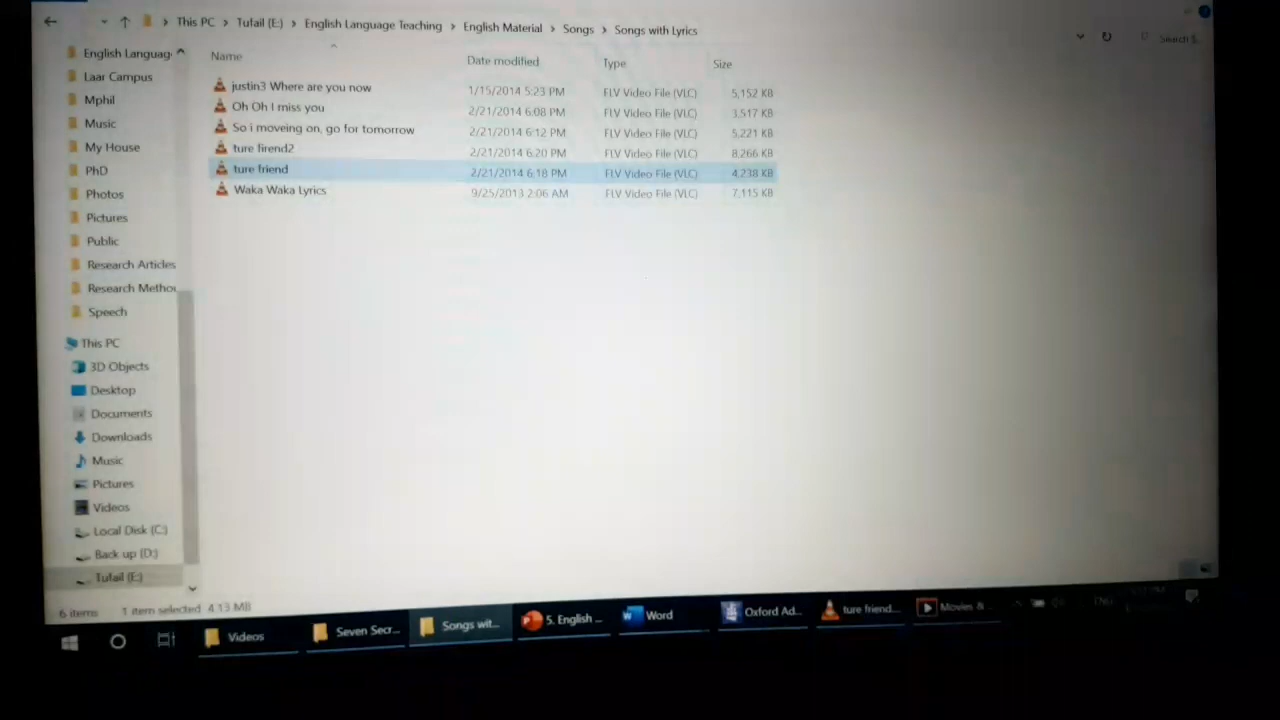 This PC > Tufail (E:) > English Language Teaching > English Material > Songs > Songs with Lyrics
Name Date modified Type Size
justin3 Where are you now 1/15/2014 5:23 PM FLV Video File (VLC) 5,152 KB
Oh Oh I miss you 2/21/2014 6:08 PM FLV Video File (VLC) 3,517 KB
So i moveing on, go for tomorrow 2/21/2014 6:12 PM FLV Video File (VLC) 5,221 KB
ture firend2 2/21/2014 6:20 PM FLV Video File (VLC) 8,266 KB
ture friend 2/21/2014 6:18 PM FLV Video File (VLC) 4,238 KB
Waka Waka Lyrics 9/25/2013 2:06 AM FLV Video File (VLC) 7,115 KB
English Languag
Laar Campus
Mphil
Music
My House
PhD
Photos
Pictures
Public
Research Articles
Research Metho
Speech
This PC
3D Objects
Desktop
Documents
Downloads
Music
Pictures
Videos
Local Disk (C:)
Back up (D:)
Tufail (E:)
6 items 1 item selected 4.13 MB
Videos Seven Secr... Songs wit... 5. English ... Word Oxford Ad... ture friend... Movies & ... ENG